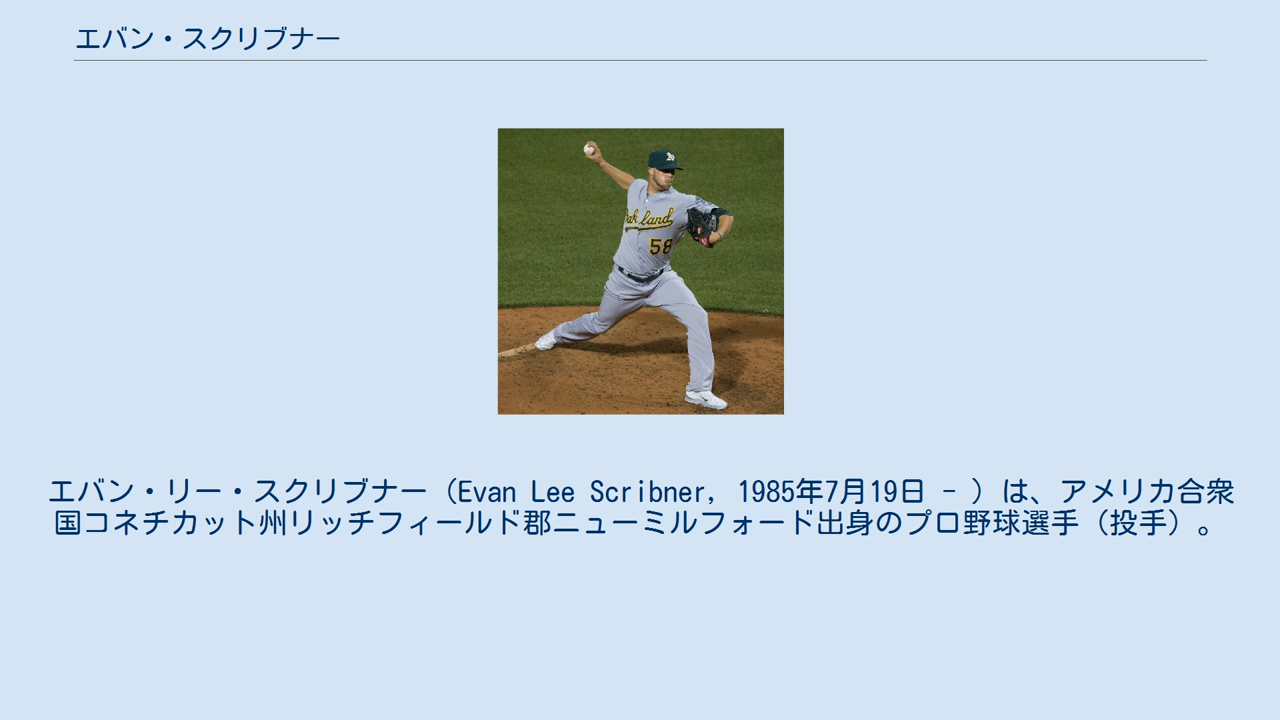 エバン・スクリブナー
Oakland
58
エバン・リー・スクリブナー（Evan Lee Scribner, 1985年7月19日 - ）は、アメリカ合衆
国コネチカット州リッチフィールド郡ニューミルフォード出身のプロ野球選手（投手）。